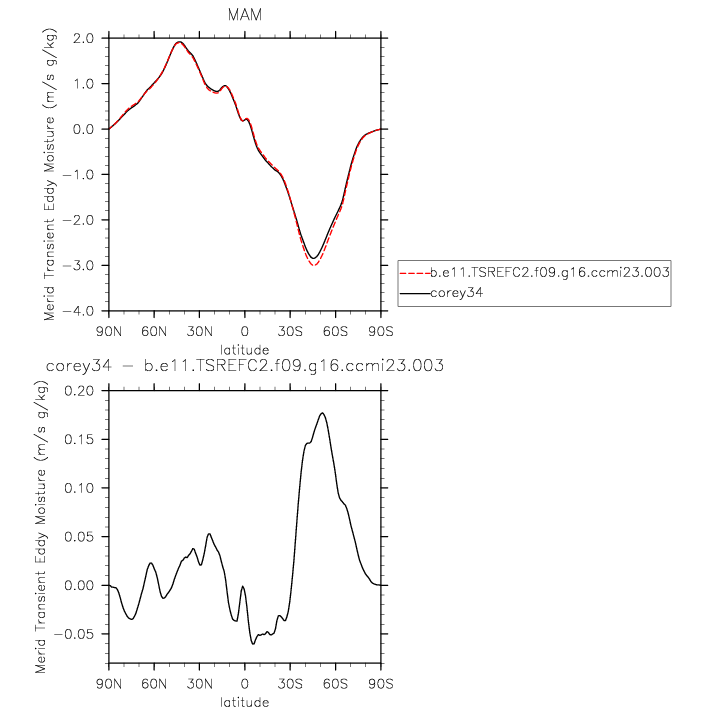 MAM
Merid Transient Eddy Moisture (m/s g/kg)
2.0
1.0
0.0
-1.0
-2.0
-3.0
-4.0
90N 60N 30N 0 30S 60S 90S
latitude
b.e11.TSREFC2.f09.g16.ccmi23.003
corey34
corey34 - b.e11.TSREFC2.f09.g16.ccmi23.003
Merid Transient Eddy Moisture (m/s g/kg)
0.20
0.15
0.10
0.05
0.00
-0.05
90N 60N 30N 0 30S 60S 90S
latitude